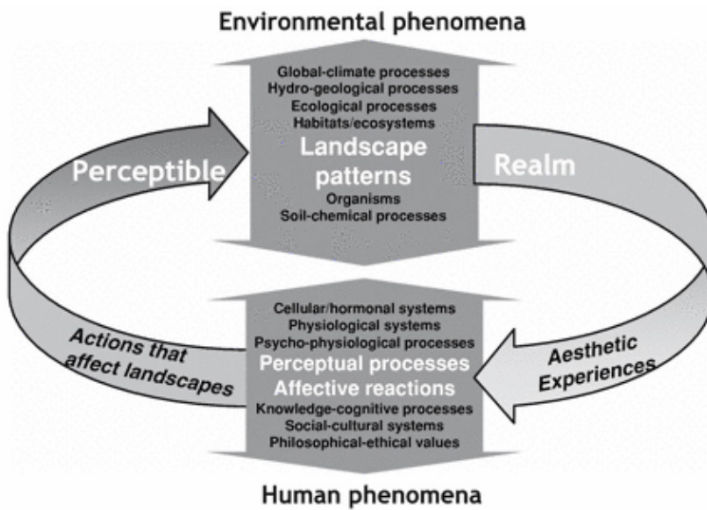 Environmental phenomena
Global-climate processes
Hydro-geological processes
Ecological processes
Habitats/ecosystems
Landscape
patterns
Organisms
Soil-chemical processes
Perceptible
Realm
Cellular/hormonal systems
Physiological systems
Psycho-physiological processes
Perceptual processes
Affective reactions
Knowledge-cognitive processes
Social-cultural systems
Philosophical-ethical values
Actions that
affect landscapes
Aesthetic
Experiences
Human phenomena